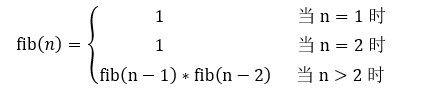 1 当 n = 1 时
fib(n) = 1 当 n = 2 时
fib(n − 1) ∗ fib(n − 2) 当 n > 2 时